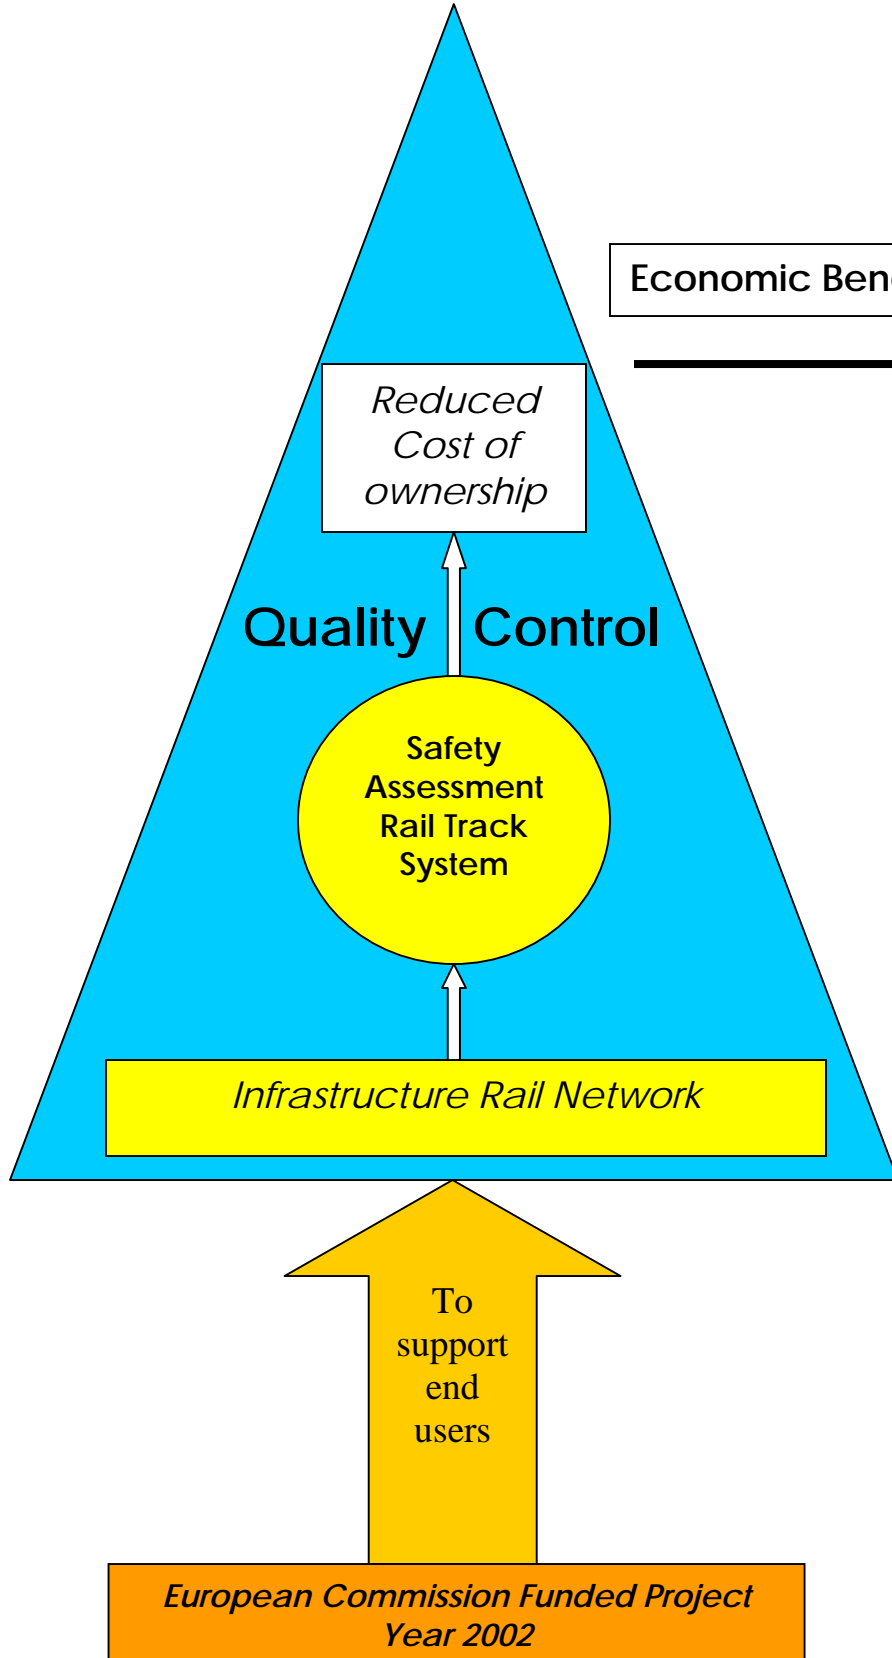 Economic Ben
Reduced
Cost of
ownership
Quality Control
Safety
Assessment
Rail Track
System
Infrastructure Rail Network
To
support
end
users
European Commission Funded Project
Year 2002